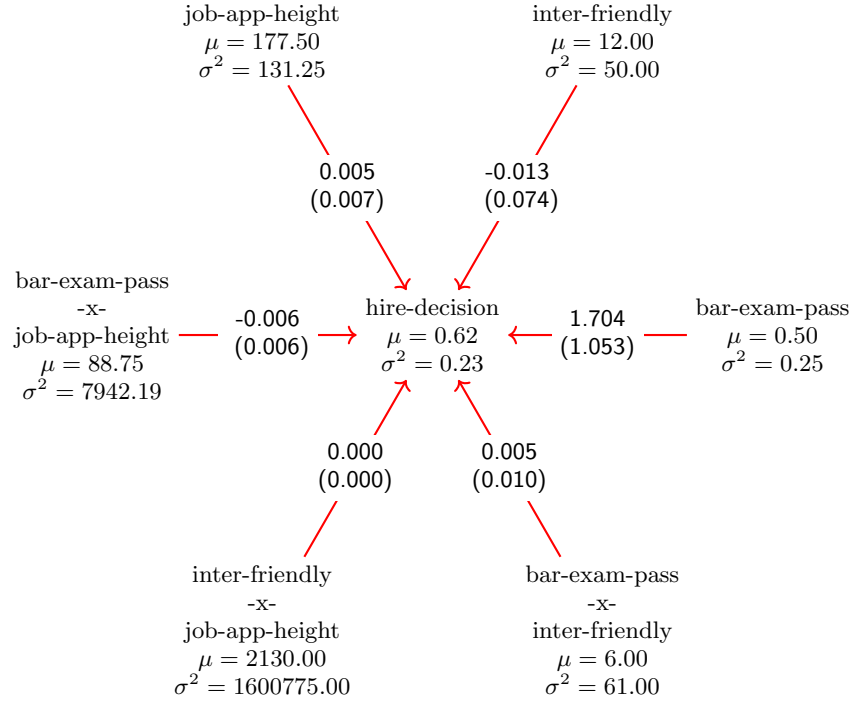 job-app-height
μ = 177.50
σ² = 131.25
inter-friendly
μ = 12.00
σ² = 50.00
0.005
(0.007)
-0.013
(0.074)
bar-exam-pass
-x-
job-app-height
μ = 88.75
σ² = 7942.19
-0.006
(0.006)
hire-decision
μ = 0.62
σ² = 0.23
1.704
(1.053)
bar-exam-pass
μ = 0.50
σ² = 0.25
0.000
(0.000)
0.005
(0.010)
inter-friendly
-x-
job-app-height
μ = 2130.00
σ² = 1600775.00
bar-exam-pass
-x-
inter-friendly
μ = 6.00
σ² = 61.00